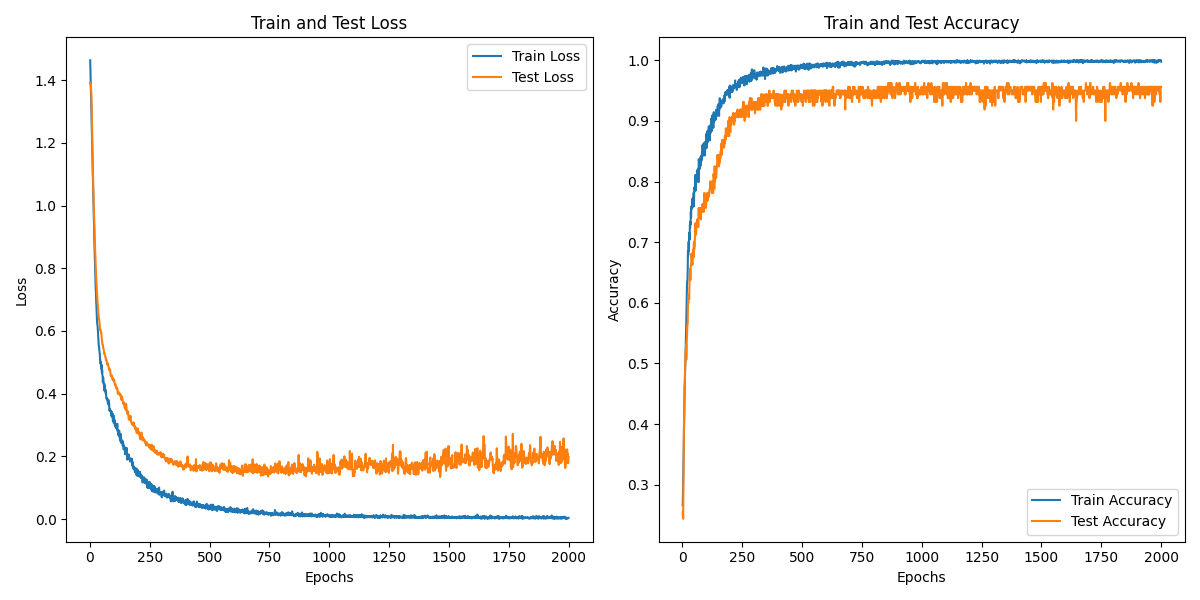 Train and Test Loss
Train Loss
Test Loss
1.4
1.2
1.0
0.8
0.6
0.4
0.2
0.0
Loss
0 250 500 750 1000 1250 1500 1750 2000
Epochs
Train and Test Accuracy
1.0
0.9
0.8
0.7
0.6
0.5
0.4
0.3
Accuracy
Train Accuracy
Test Accuracy
0 250 500 750 1000 1250 1500 1750 2000
Epochs